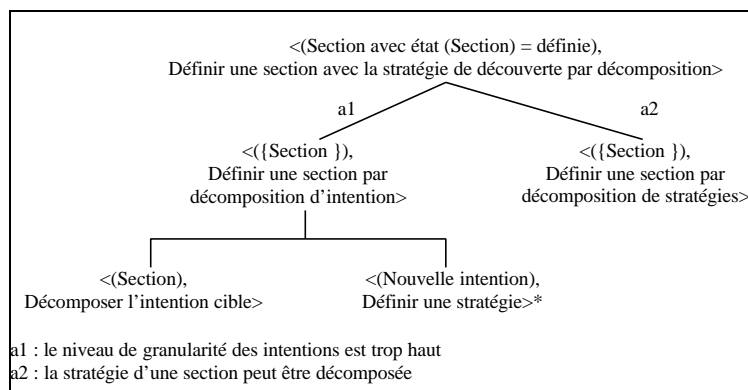 <(Section avec état (Section) = définie),
Définir une section avec la stratégie de découverte par décomposition>
a1
a2
<({Section }),
Définir une section par
décomposition d’intention>
<({Section }),
Définir une section par
décomposition de stratégies>
<(Section),
Décomposer l’intention cible>
<(Nouvelle intention),
Définir une stratégie>*
a1 : le niveau de granularité des intentions est trop haut
a2 : la stratégie d’une section peut être décomposée